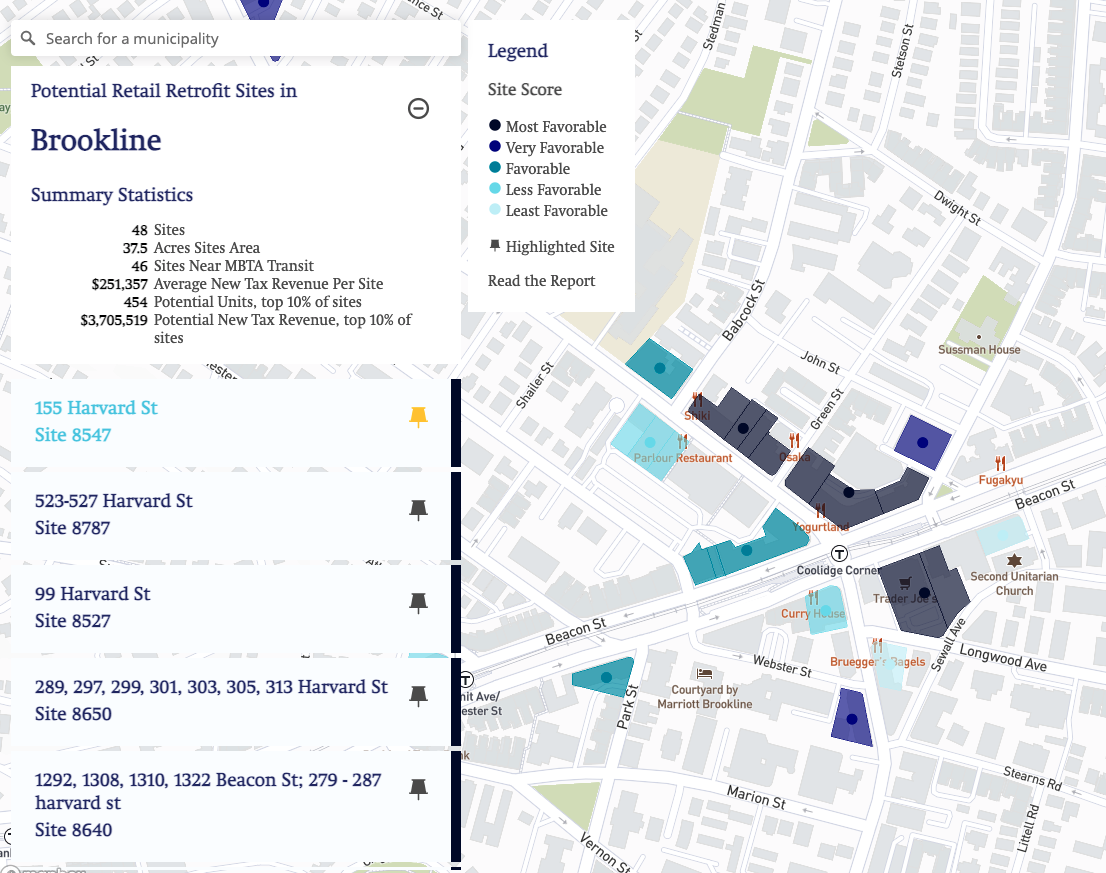 Search for a municipality
Potential Retail Retrofit Sites in
Brookline
Summary Statistics
48 Sites
37.5 Acres Sites Area
46 Sites Near MBTA Transit
$251,357 Average New Tax Revenue Per Site
454 Potential Units, top 10% of sites
$3,705,519 Potential New Tax Revenue, top 10% of
sites
155 Harvard St
Site 8547
523-527 Harvard St
Site 8787
99 Harvard St
Site 8527
289, 297, 299, 301, 303, 305, 313 Harvard St
Site 8650
1292, 1308, 1310, 1322 Beacon St; 279 - 287
harvard st
Site 8640
Legend
Site Score
Most Favorable
Very Favorable
Favorable
Less Favorable
Least Favorable
Highlighted Site
Read the Report
Stedman
Stetson St
Dwight St
Babcock St
Sussman House
John St
Shailer St
Green St
Shiki
Parlour Restaurant
Osaka
Fugakyu
Beacon St
Yogurtland
T
Coolidge Corner
Second Unitarian
Church
Trader Joe's
Curry House
Beacon St
Bruegger's Bagels
Sewall Ave
Longwood Ave
Webster St
T
Courtyard by
Marriott Brookline
Park St
Stearns Rd
Marion St
Littell Rd
Vernon St
mapbox